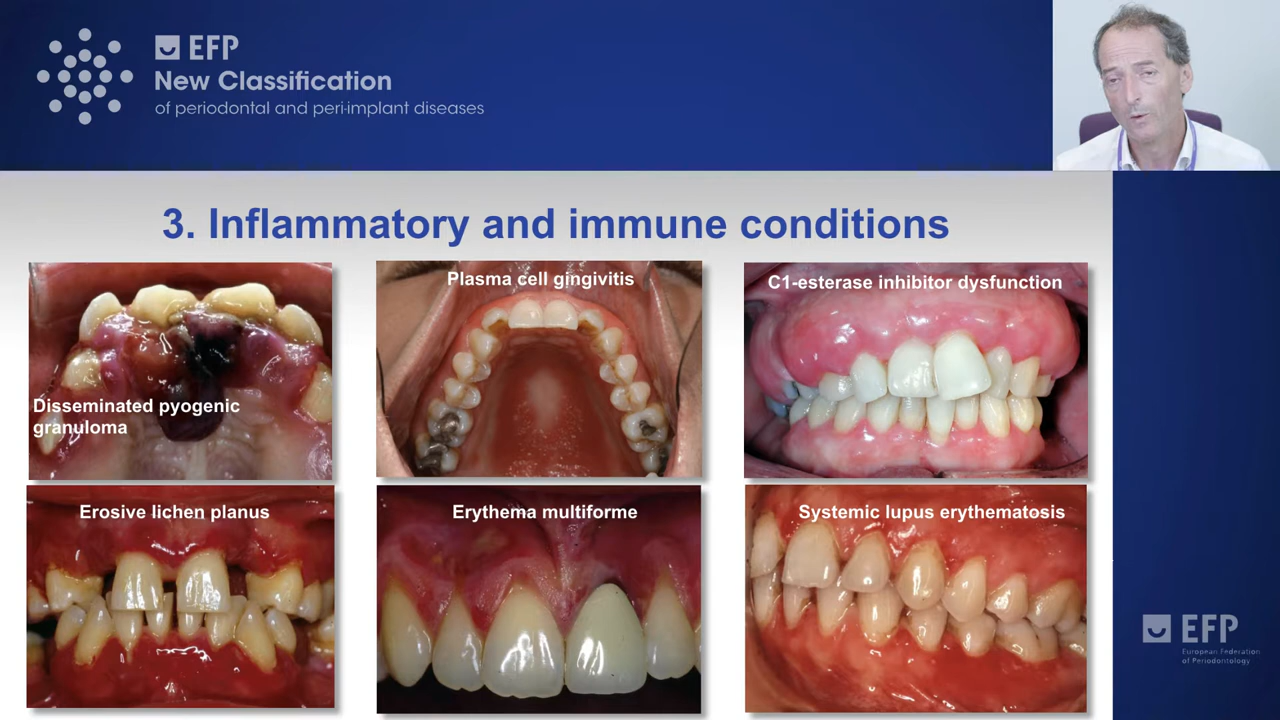 EFP
New Classification
of periodontal and peri-implant diseases
3. Inflammatory and immune conditions
Disseminated pyogenic
granuloma
Plasma cell gingivitis
C1-esterase inhibitor dysfunction
Erosive lichen planus
Erythema multiforme
Systemic lupus erythematosis
EFP
European Federation
of Periodontology